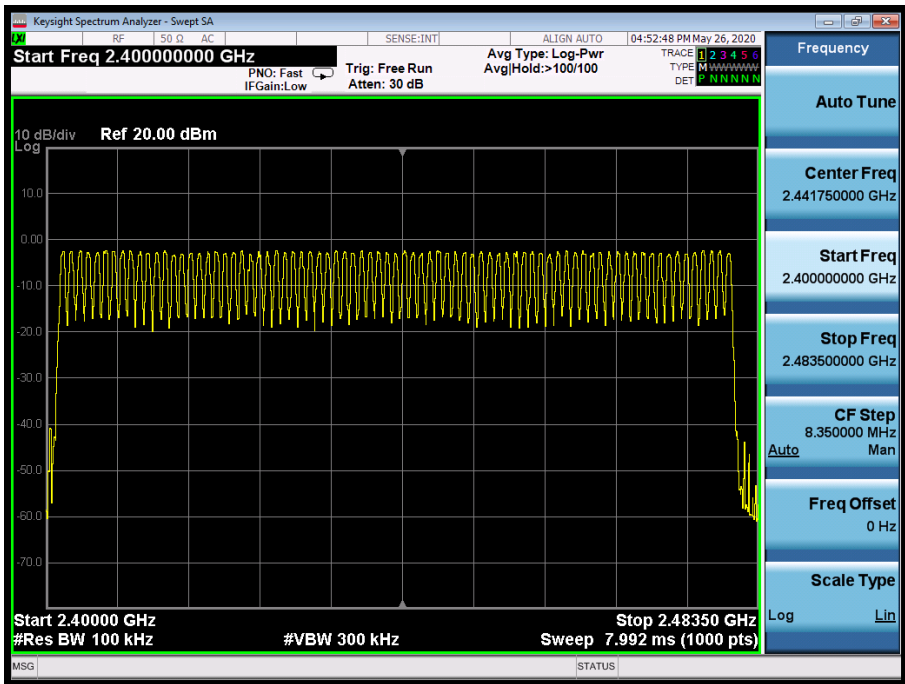 Keysight Spectrum Analyzer - Swept SA
LXI RF 50 Ω AC SENSE:INT ALIGN AUTO 04:52:48 PM May 26, 2020
Start Freq 2.400000000 GHz
PNO: Fast
IFGain:Low
Trig: Free Run
Atten: 30 dB
Avg Type: Log-Pwr
Avg|Hold:>100/100
TRACE 1 2 3 4 5 6
TYPE M WWWWW
DET P N N N N N
10 dB/div Ref 20.00 dBm
Log
10.0
0.00
-10.0
-20.0
-30.0
-40.0
-50.0
-60.0
-70.0
Start 2.40000 GHz Stop 2.48350 GHz
#Res BW 100 kHz #VBW 300 kHz Sweep 7.992 ms (1000 pts)
MSG STATUS
Frequency
Auto Tune
Center Freq
2.441750000 GHz
Start Freq
2.400000000 GHz
Stop Freq
2.483500000 GHz
CF Step
8.350000 MHz
Auto Man
Freq Offset
0 Hz
Scale Type
Log Lin